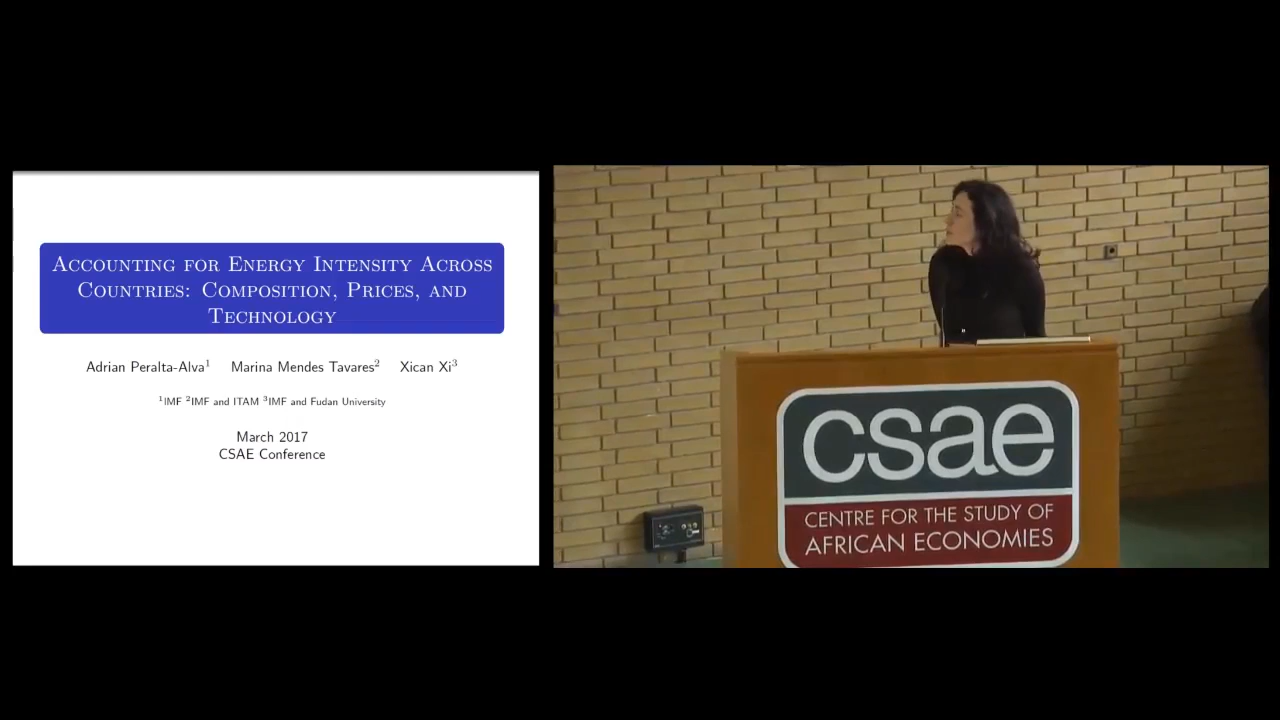 ACCOUNTING FOR ENERGY INTENSITY ACROSS
COUNTRIES: COMPOSITION, PRICES, AND
TECHNOLOGY
Adrian Peralta-Alva¹ Marina Mendes Tavares² Xican Xi³
¹IMF ²IMF and ITAM ³IMF and Fudan University
March 2017
CSAE Conference
csae
CENTRE FOR THE STUDY OF
AFRICAN ECONOMIES